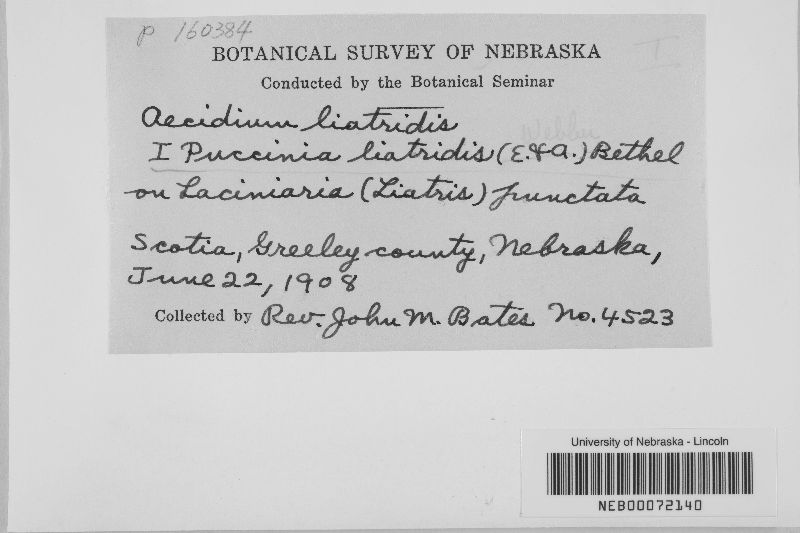 P 160384
I
BOTANICAL SURVEY OF NEBRASKA
Conducted by the Botanical Seminar
Aecidium liatridis
Webber
I Puccinia liatridis (E.&A.) Bethel
on Laciniaria (Liatris) punctata
Scotia, Greeley county, Nebraska,
June 22, 1908
Collected by Rev. John M. Bates No. 4523
University of Nebraska - Lincoln
NEB00072140